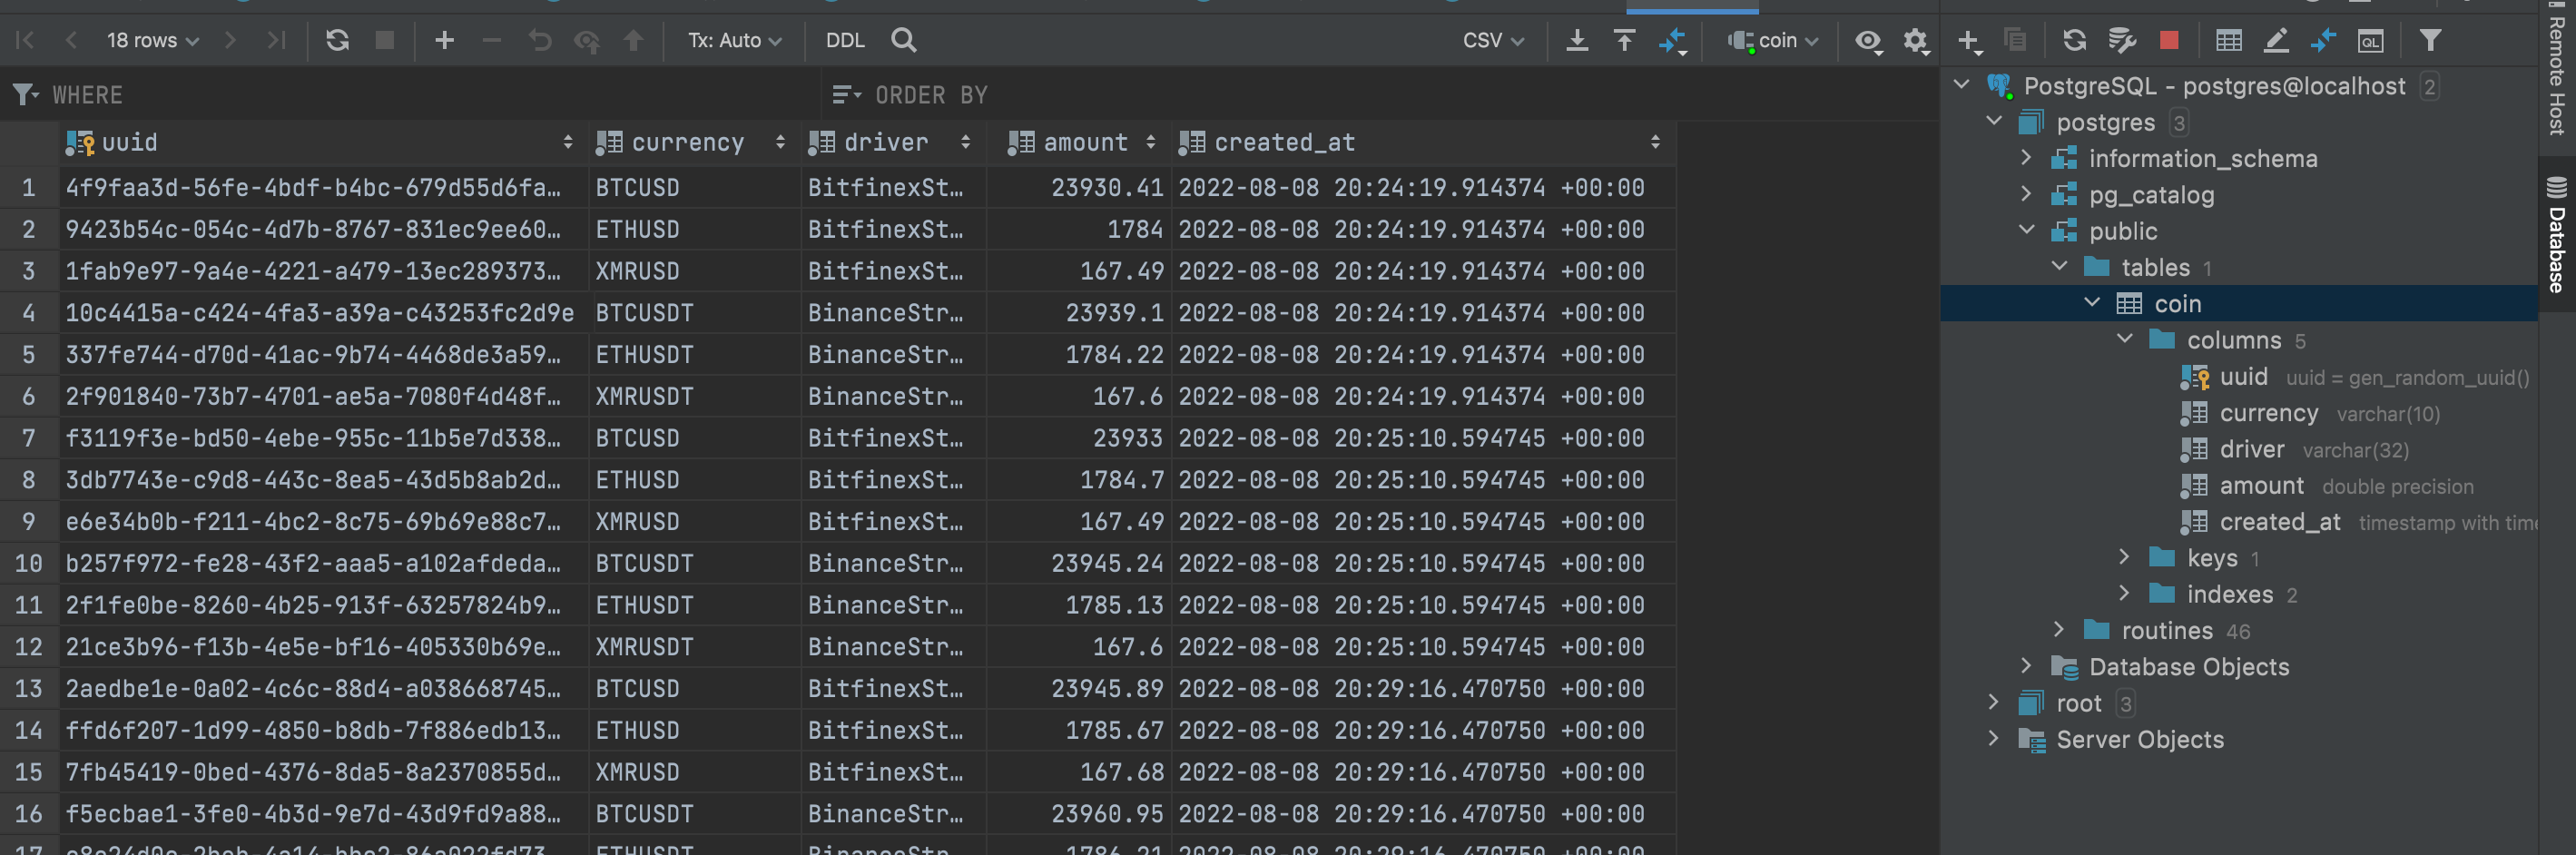 18 rows Tx: Auto DDL CSV coin
WHERE ORDER BY
uuid currency driver amount created_at
1 4f9faa3d-56fe-4bdf-b4bc-679d55d6fa… BTCUSD BitfinexSt… 23930.41 2022-08-08 20:24:19.914374 +00:00
2 9423b54c-054c-4d7b-8767-831ec9ee60… ETHUSD BitfinexSt… 1784 2022-08-08 20:24:19.914374 +00:00
3 1fab9e97-9a4e-4221-a479-13ec289373… XMRUSD BitfinexSt… 167.49 2022-08-08 20:24:19.914374 +00:00
4 10c4415a-c424-4fa3-a39a-c43253fc2d9e BTCUSDT BinanceStr… 23939.1 2022-08-08 20:24:19.914374 +00:00
5 337fe744-d70d-41ac-9b74-4468de3a59… ETHUSDT BinanceStr… 1784.22 2022-08-08 20:24:19.914374 +00:00
6 2f901840-73b7-4701-ae5a-7080f4d48f… XMRUSDT BinanceStr… 167.6 2022-08-08 20:24:19.914374 +00:00
7 f3119f3e-bd50-4ebe-955c-11b5e7d338… BTCUSD BitfinexSt… 23933 2022-08-08 20:25:10.594745 +00:00
8 3db7743e-c9d8-443c-8ea5-43d5b8ab2d… ETHUSD BitfinexSt… 1784.7 2022-08-08 20:25:10.594745 +00:00
9 e6e34b0b-f211-4bc2-8c75-69b69e88c7… XMRUSD BitfinexSt… 167.49 2022-08-08 20:25:10.594745 +00:00
10 b257f972-fe28-43f2-aaa5-a102afdeda… BTCUSDT BinanceStr… 23945.24 2022-08-08 20:25:10.594745 +00:00
11 2f1fe0be-8260-4b25-913f-63257824b9… ETHUSDT BinanceStr… 1785.13 2022-08-08 20:25:10.594745 +00:00
12 21ce3b96-f13b-4e5e-bf16-405330b69e… XMRUSDT BinanceStr… 167.6 2022-08-08 20:25:10.594745 +00:00
13 2aedbe1e-0a02-4c6c-88d4-a038668745… BTCUSD BitfinexSt… 23945.89 2022-08-08 20:29:16.470750 +00:00
14 ffd6f207-1d99-4850-b8db-7f886edb13… ETHUSD BitfinexSt… 1785.67 2022-08-08 20:29:16.470750 +00:00
15 7fb45419-0bed-4376-8da5-8a2370855d… XMRUSD BitfinexSt… 167.68 2022-08-08 20:29:16.470750 +00:00
16 f5ecbae1-3fe0-4b3d-9e7d-43d9fd9a88… BTCUSDT BinanceStr… 23960.95 2022-08-08 20:29:16.470750 +00:00
17 ETHUSDT BinanceStr… 1786.21 2022-08-08 20:29:16.470750 +00:00
PostgreSQL - postgres@localhost 2
postgres 3
information_schema
pg_catalog
public
tables 1
coin
columns 5
uuid uuid = gen_random_uuid()
currency varchar(10)
driver varchar(32)
amount double precision
created_at timestamp with time
keys 1
indexes 2
routines 46
Database Objects
root 3
Server Objects
Remote Host
Database